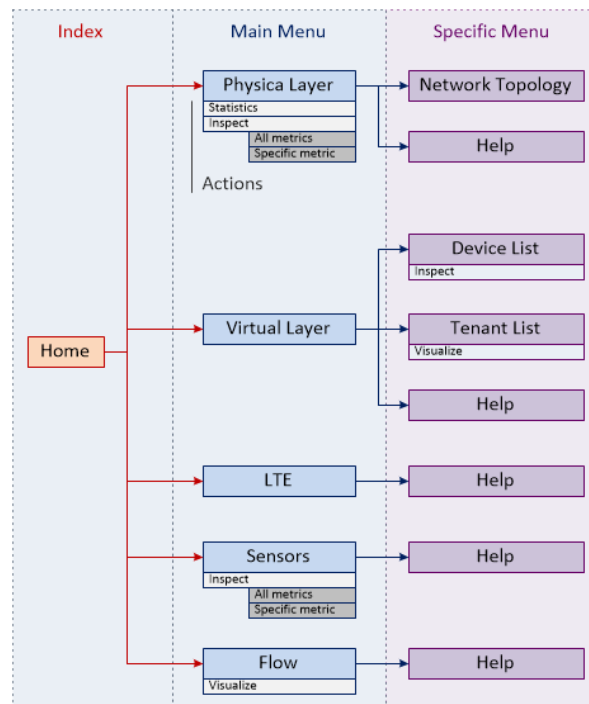 Index
Main Menu
Specific Menu
Physica Layer
Statistics
Inspect
All metrics
Specific metric
Actions
Network Topology
Help
Device List
Inspect
Home
Virtual Layer
Tenant List
Visualize
Help
LTE
Help
Sensors
Inspect
All metrics
Specific metric
Help
Flow
Visualize
Help